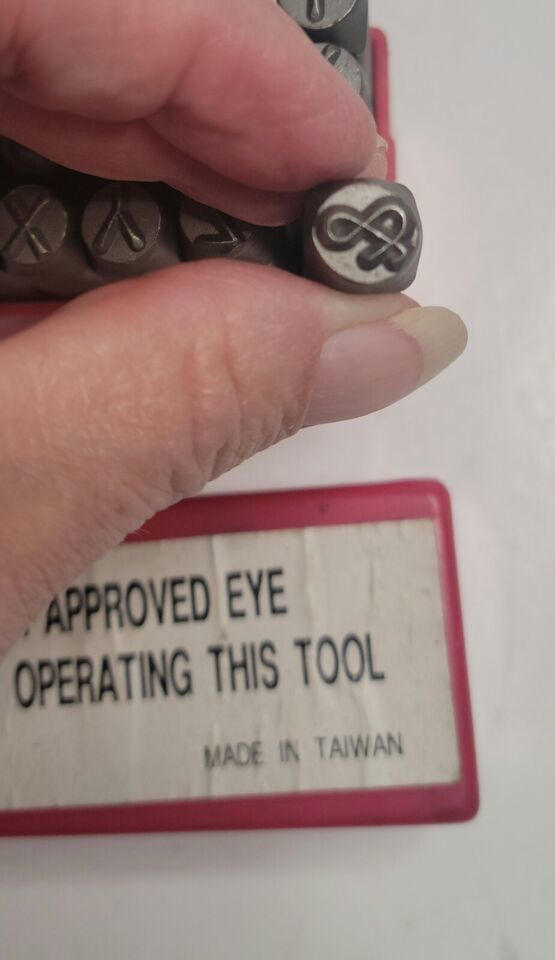 &
APPROVED EYE
OPERATING THIS TOOL
MADE IN TAIWAN